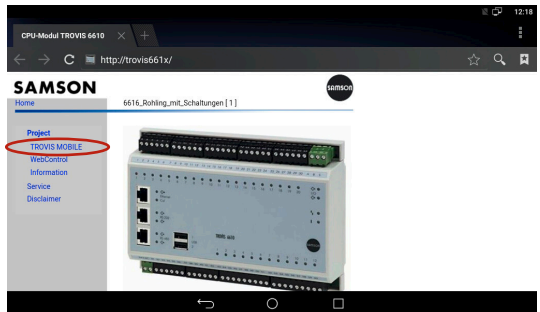 12:18
CPU-Modul TROVIS 6610
http://trovis661x/
SAMSON
SAMSON
Home
6616_Rohling_mit_Schaltungen [ 1 ]
Project
TROVIS MOBILE
WebControl
Information
Service
Disclaimer